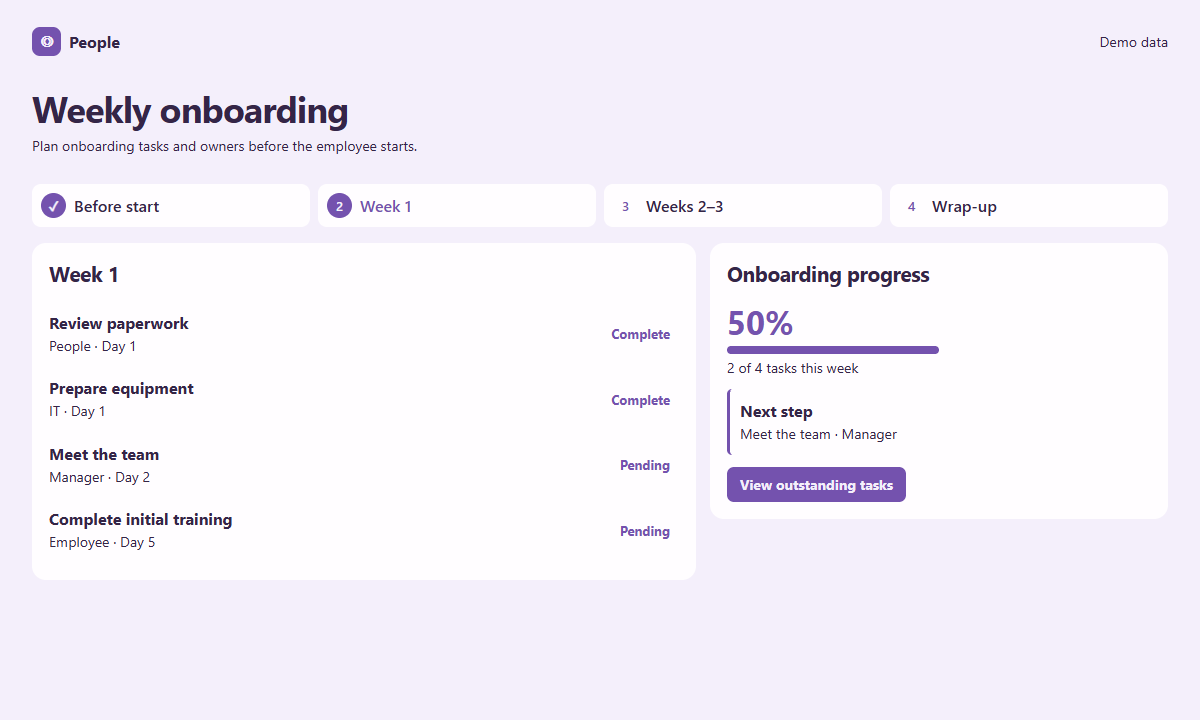 People
Demo data
Weekly onboarding
Plan onboarding tasks and owners before the employee starts.
✓ Before start
2 Week 1
3 Weeks 2–3
4 Wrap-up
Week 1
Review paperwork
People · Day 1
Complete
Prepare equipment
IT · Day 1
Complete
Meet the team
Manager · Day 2
Pending
Complete initial training
Employee · Day 5
Pending
Onboarding progress
50%
2 of 4 tasks this week
Next step
Meet the team · Manager
View outstanding tasks